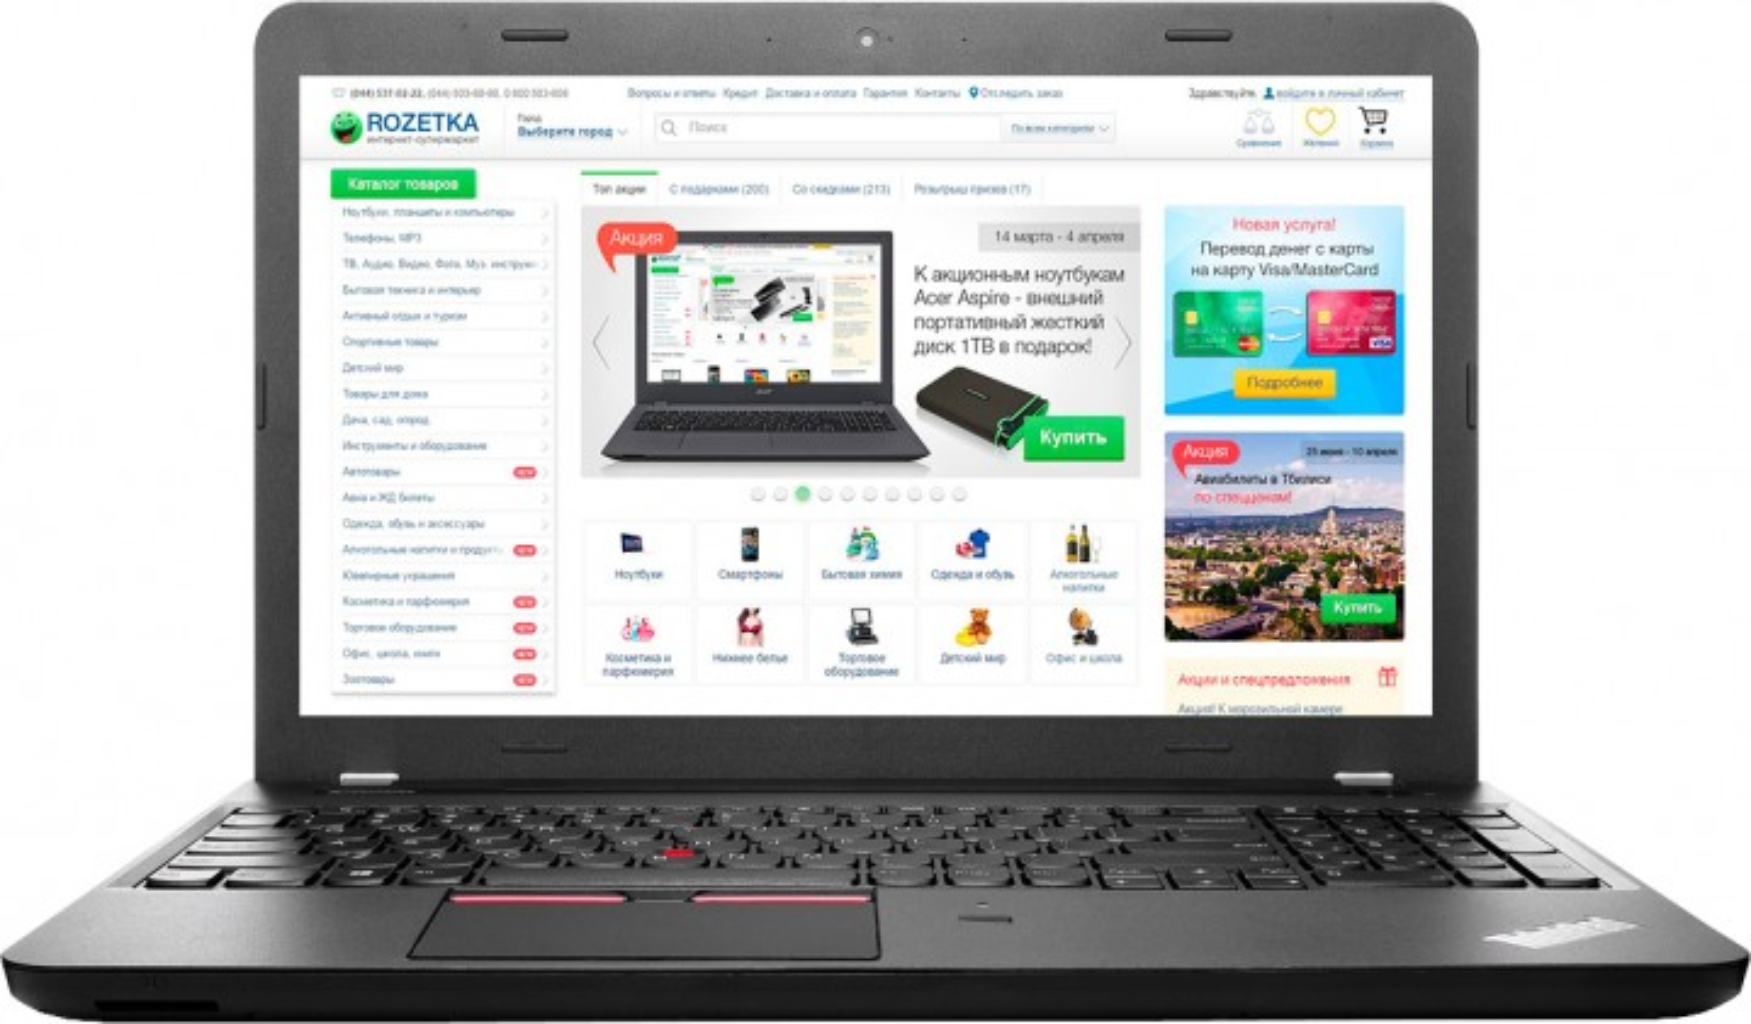 (044) 537-02-22, (044) 503-80-80, 0 800 503-808
Вопросы и ответы Кредит Доставка и оплата Гарантия Контакты Отследить заказ
Здравствуйте, войдите в личный кабинет
ROZETKA
интернет-супермаркет
Город
Выберите город
Поиск
По всем категориям
Сравнение
Желания
Корзина
Каталог товаров
Ноутбуки, планшеты и компьютеры
Телефоны, MP3
ТВ, Аудио, Видео, Фото, Муз. инструм
Бытовая техника и интерьер
Активный отдых и туризм
Спортивные товары
Детский мир
Товары для дома
Дача, сад, огород
Инструменты и оборудование
Автотовары NEW
Авиа и ЖД билеты
Одежда, обувь и аксессуары
Алкогольные напитки и продукты NEW
Ювелирные украшения
Косметика и парфюмерия NEW
Торговое оборудование NEW
Офис, школа, книги NEW
Зоотовары NEW
Топ акции
С подарками (200)
Со скидками (213)
Розыгрыш призов (17)
Акция
14 марта - 4 апреля
К акционным ноутбукам
Acer Aspire - внешний
портативный жесткий
диск 1TB в подарок!
Купить
Ноутбуки
Смартфоны
Бытовая химия
Одежда и обувь
Алкогольные
напитки
Косметика и
парфюмерия
Нижнее белье
Торговое
оборудование
Детский мир
Офис и школа
Новая услуга!
Перевод денег с карты
на карту Visa/MasterCard
VISA
Подробнее
Акция
Авиабилеты в Тбилиси
по спецценам!
Купить
Акции и спецпредложения
Акция! К морозильной камере